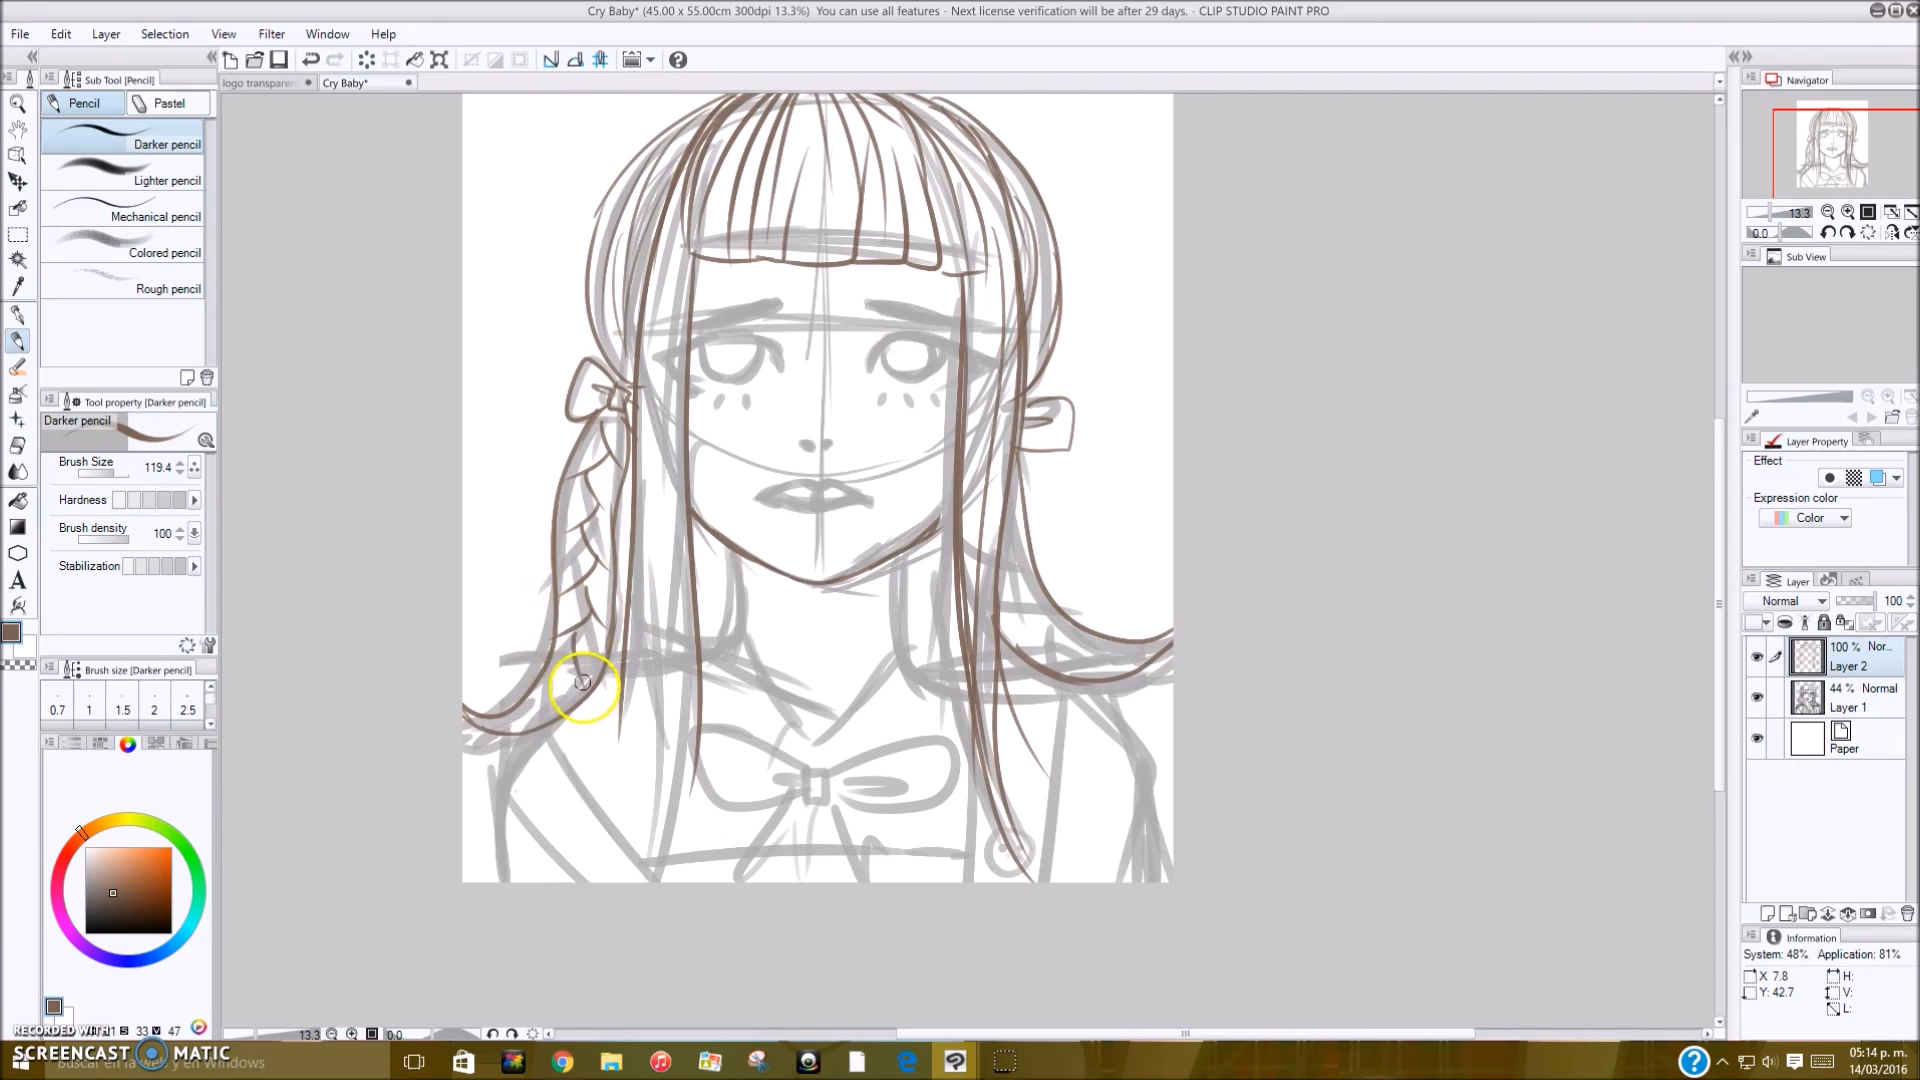 Cry Baby* (45.00 x 55.00cm 300dpi 13.3%)  You can use all features - Next license verification will be after 29 days. - CLIP STUDIO PAINT PRO
File Edit Layer Selection View Filter Window Help
Sub Tool [Pencil]
logo transparen
Cry Baby*
Navigator
Pencil
Pastel
Darker pencil
Lighter pencil
Mechanical pencil
Colored pencil
Rough pencil
13.3
0.0
Sub View
Tool property [Darker pencil]
Darker pencil
Brush Size 119.4
Hardness
Brush density 100
Stabilization
Layer Property
Effect
Expression color
Color
Layer
Normal 100
100 % Nor...
Layer 2
44 % Normal
Layer 1
Paper
Brush size [Darker pencil]
0.7 1 1.5 2 2.5
Information
System: 48% Application: 81%
X 7.8 H:
Y: 42.7 V:
L:
S 33 V 47
13.3 0.0
RECORDED WITH
SCREENCAST MATIC
Buscar en la web y en Windows
05:14 p. m.
14/03/2016